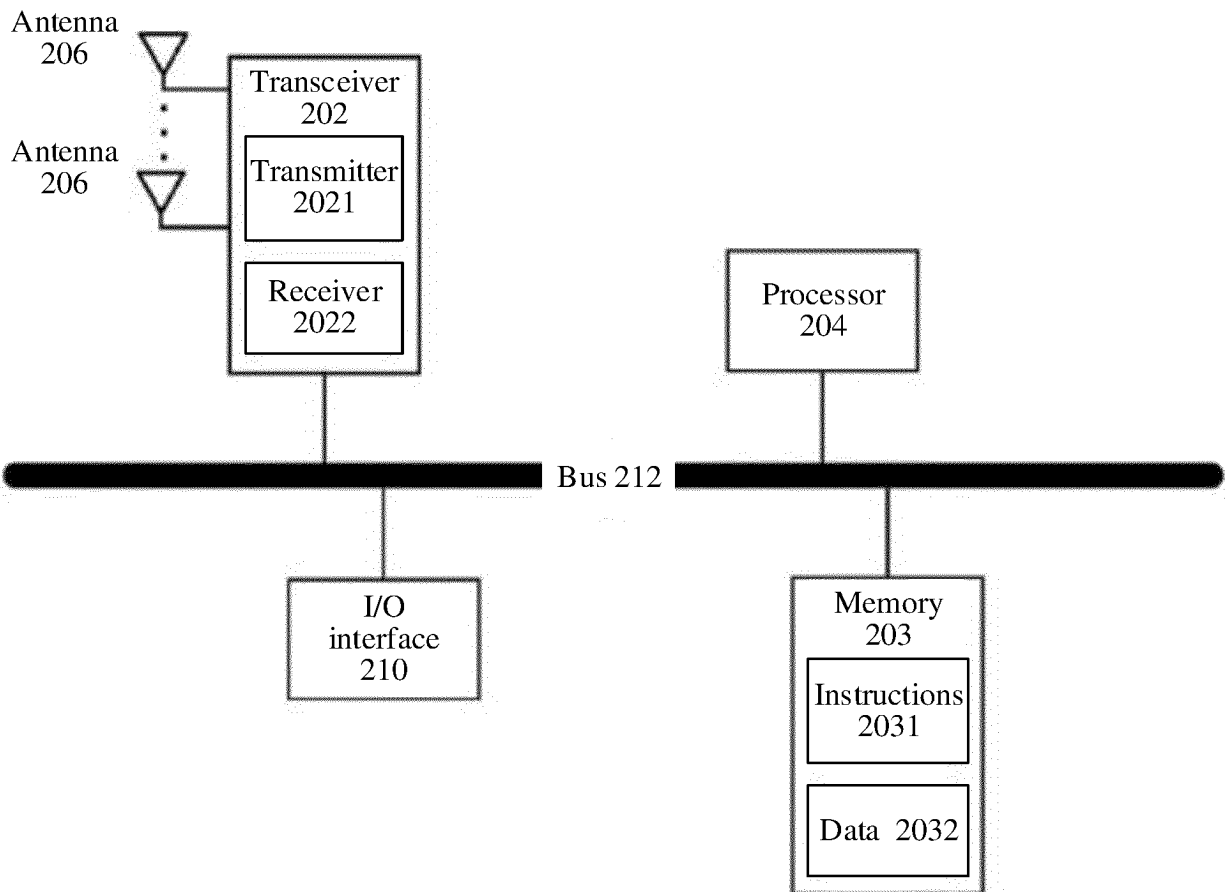 Antenna
206
Antenna
206
Transceiver
202
Transmitter
2021
Receiver
2022
Processor
204
Bus 212
I/O
interface
210
Memory
203
Instructions
2031
Data 2032